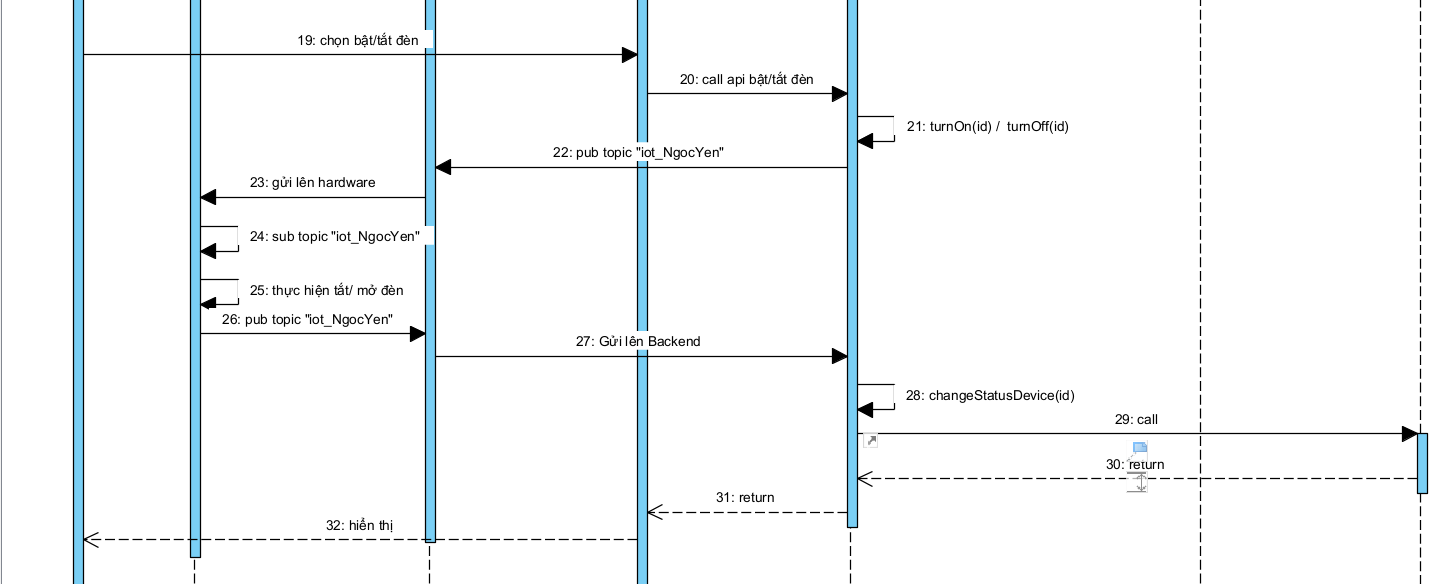 19: chọn bật/tắt đèn
20: call api bật/tắt đèn
21: turnOn(id) / turnOff(id)
22: pub topic "iot_NgocYen"
23: gửi lên hardware
24: sub topic "iot_NgocYen"
25: thực hiện tắt/ mở đèn
26: pub topic "iot_NgocYen"
27: Gửi lên Backend
28: changeStatusDevice(id)
29: call
30: return
31: return
32: hiển thị